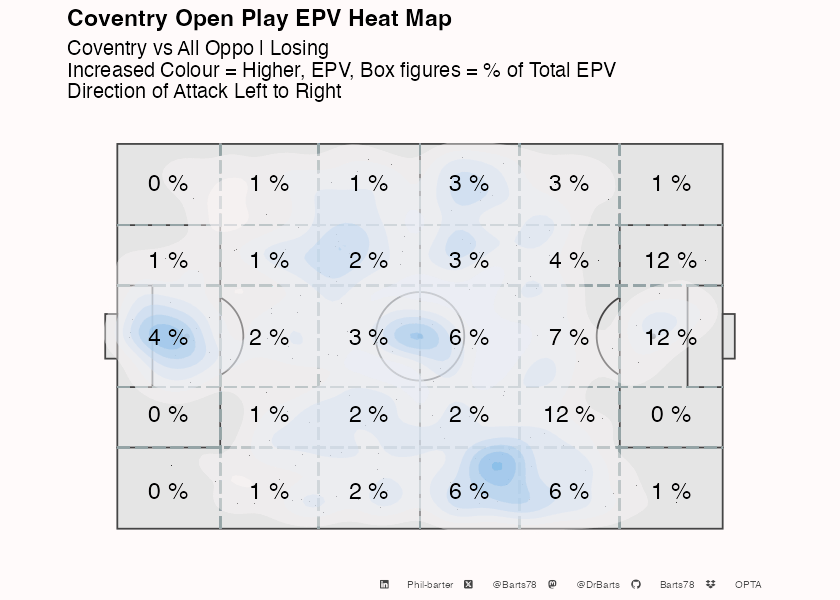 Coventry Open Play EPV Heat Map
Coventry vs All Oppo | Losing
Increased Colour = Higher, EPV, Box figures = % of Total EPV
Direction of Attack Left to Right
0 % 1 % 1 % 3 % 3 % 1 %
1 % 1 % 2 % 3 % 4 % 12 %
4 % 2 % 3 % 6 % 7 % 12 %
0 % 1 % 2 % 2 % 12 % 0 %
0 % 1 % 2 % 6 % 6 % 1 %
Phil-barter @Barts78 @DrBarts Barts78 OPTA